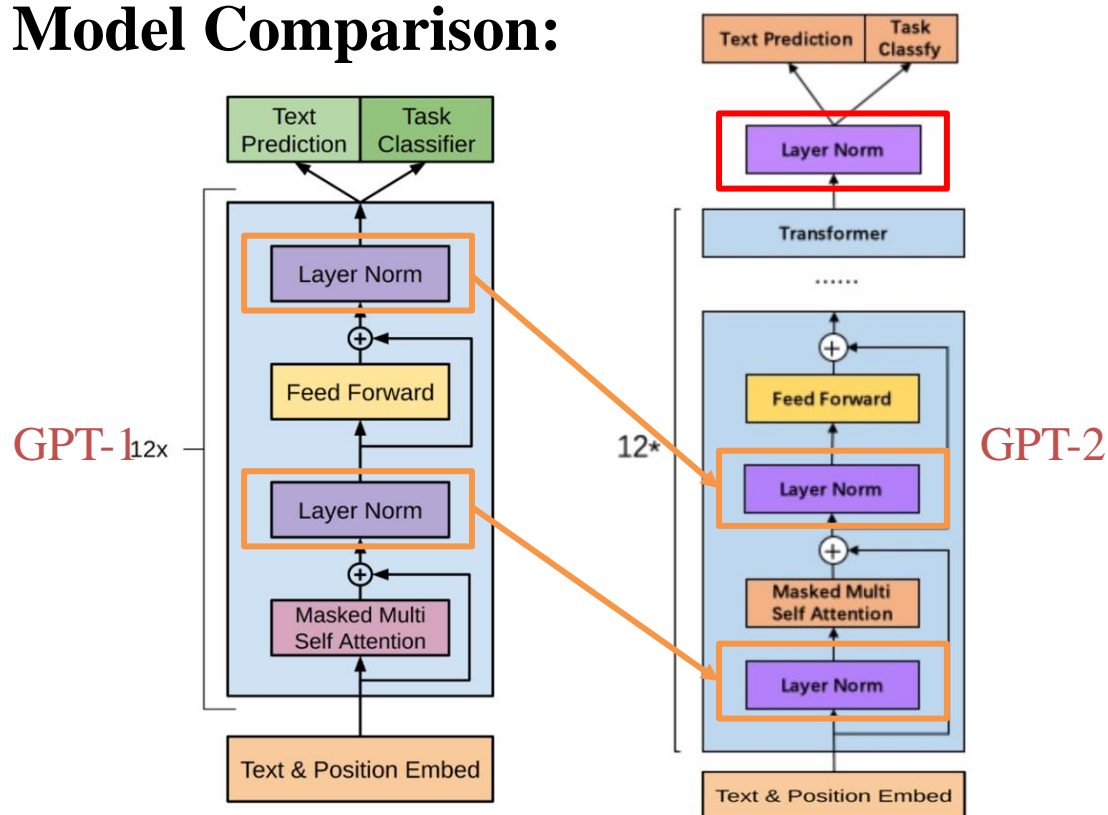 Model Comparison:
Text
Prediction
Task
Classifier
Layer Norm
Feed Forward
GPT-1
12x
Layer Norm
Masked Multi
Self Attention
Text & Position Embed
Text Prediction
Task
Classfy
Layer Norm
Transformer
......
Feed Forward
12*
GPT-2
Layer Norm
Masked Multi
Self Attention
Layer Norm
Text & Position Embed